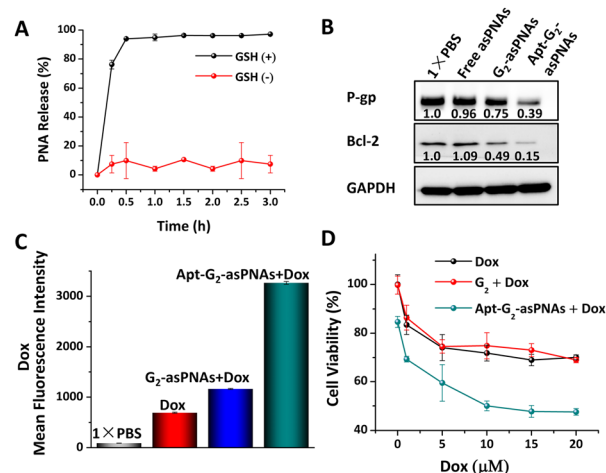 A
PNA Release (%)
100
80
60
40
20
0
GSH (+)
GSH (-)
0.0 0.5 1.0 1.5 2.0 2.5 3.0
Time (h)
B
1×PBS
Free asPNAs
G₂-asPNAs
Apt-G₂-
asPNAs
P-gp
1.0 0.96 0.75 0.39
Bcl-2
1.0 1.09 0.49 0.15
GAPDH
C
Dox
Mean Fluorescence Intensity
3000
2000
1000
0
Apt-G₂-asPNAs+Dox
G₂-asPNAs+Dox
Dox
1×PBS
D
Cell Viability (%)
120
100
80
60
40
Dox
G₂ + Dox
Apt-G₂-asPNAs + Dox
0 5 10 15 20
Dox (μM)